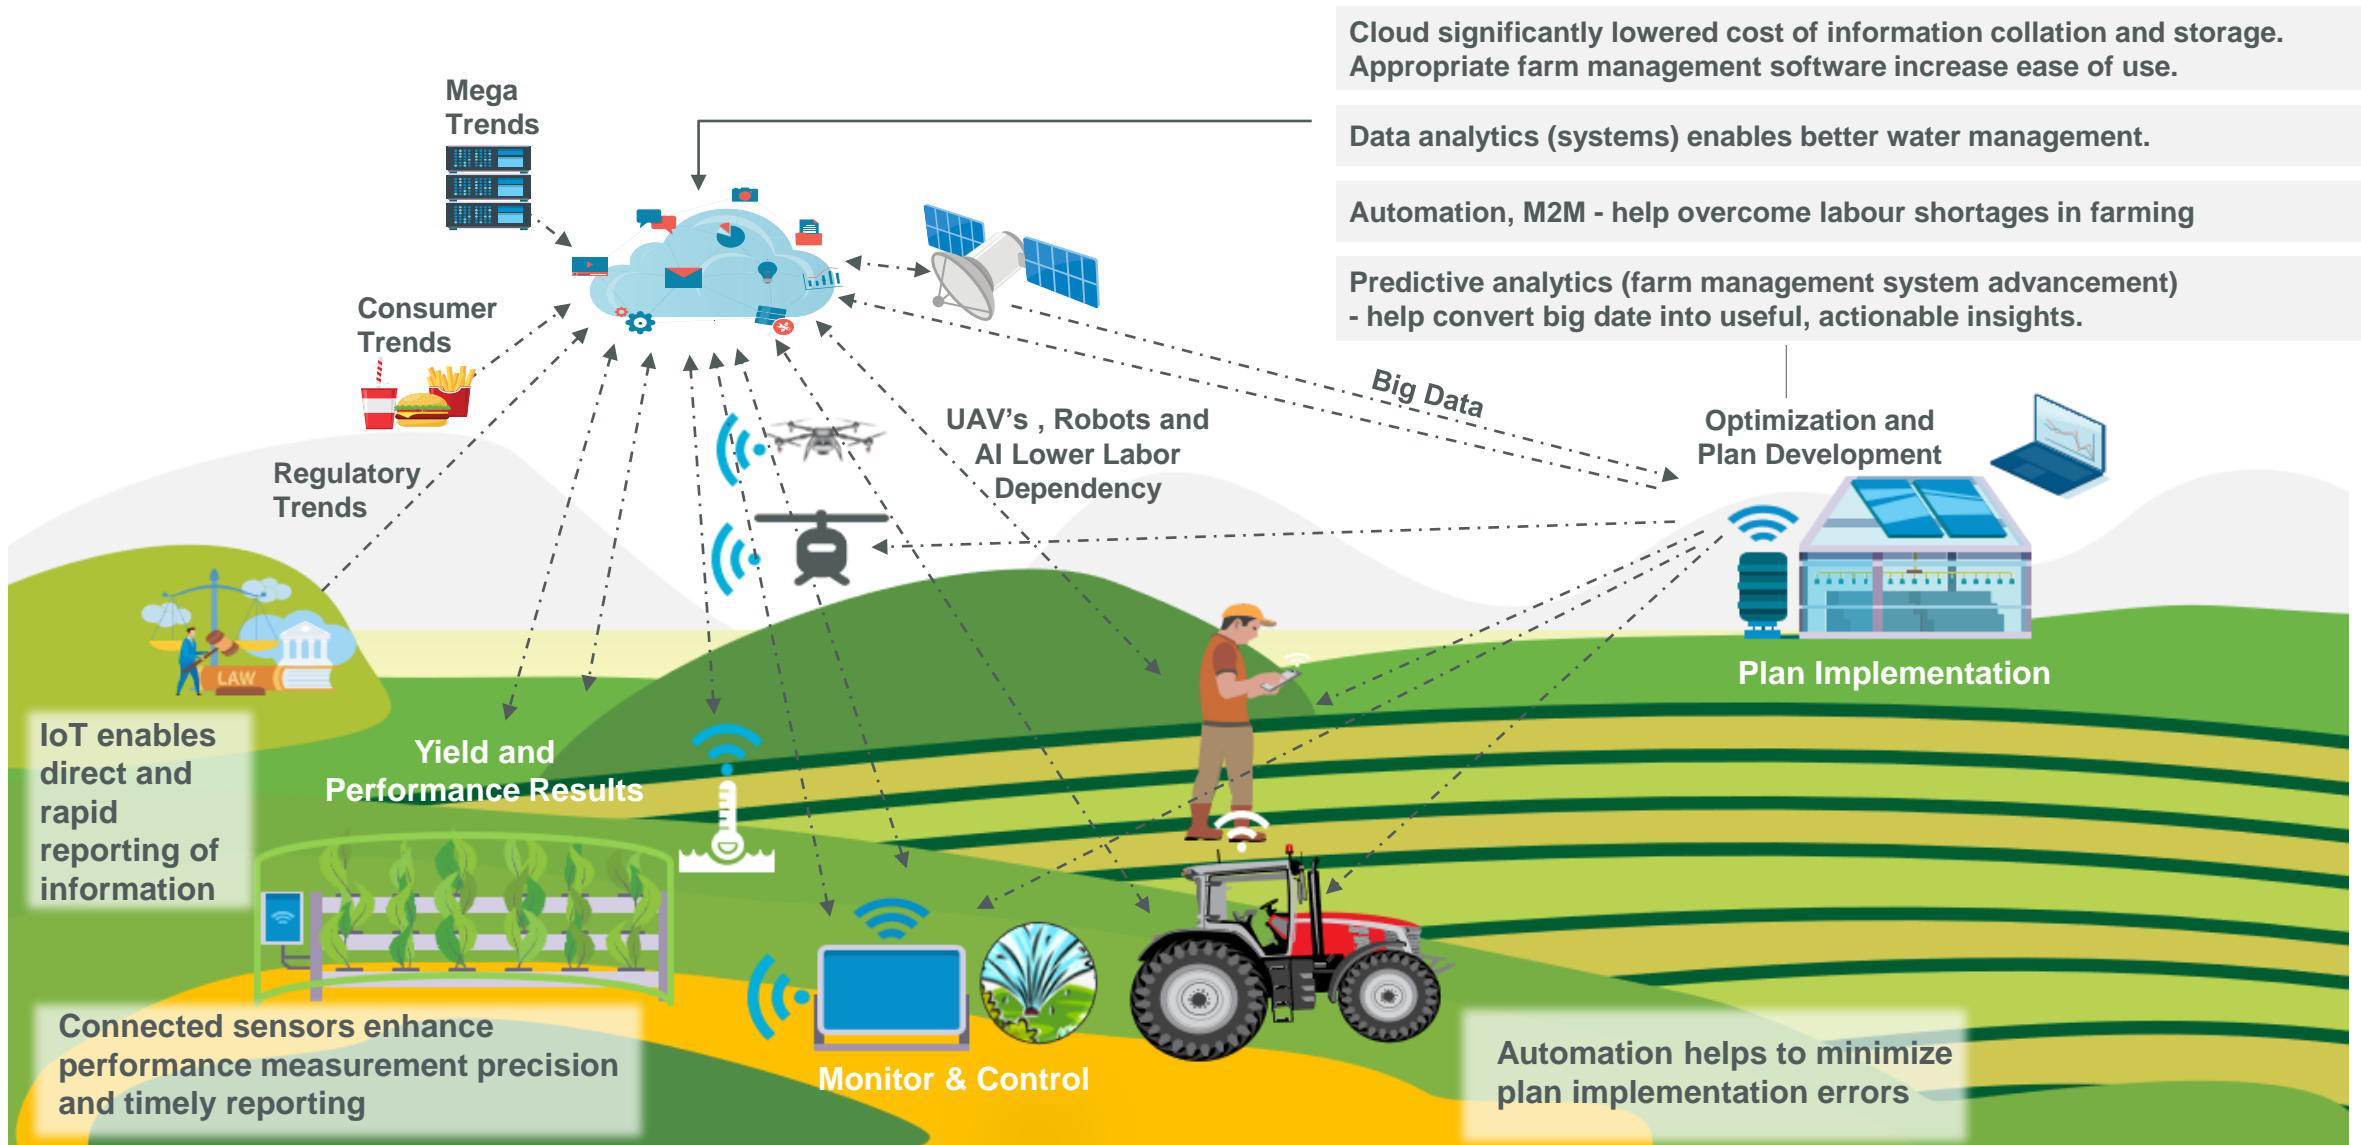 Cloud significantly lowered cost of information collation and storage.
Appropriate farm management software increase ease of use.
Mega
Trends
Data analytics (systems) enables better water management.
Automation, M2M - help overcome labour shortages in farming
Predictive analytics (farm management system advancement)
- help convert big date into useful, actionable insights.
Consumer
Trends
Big Data
UAV's , Robots and
AI Lower Labor
Dependency
Optimization and
Plan Development
Regulatory
Trends
LAW
Plan Implementation
IoT enables
direct and
rapid
reporting of
information
Yield and
Performance Results
Connected sensors enhance
performance measurement precision
and timely reporting
Monitor & Control
Automation helps to minimize
plan implementation errors